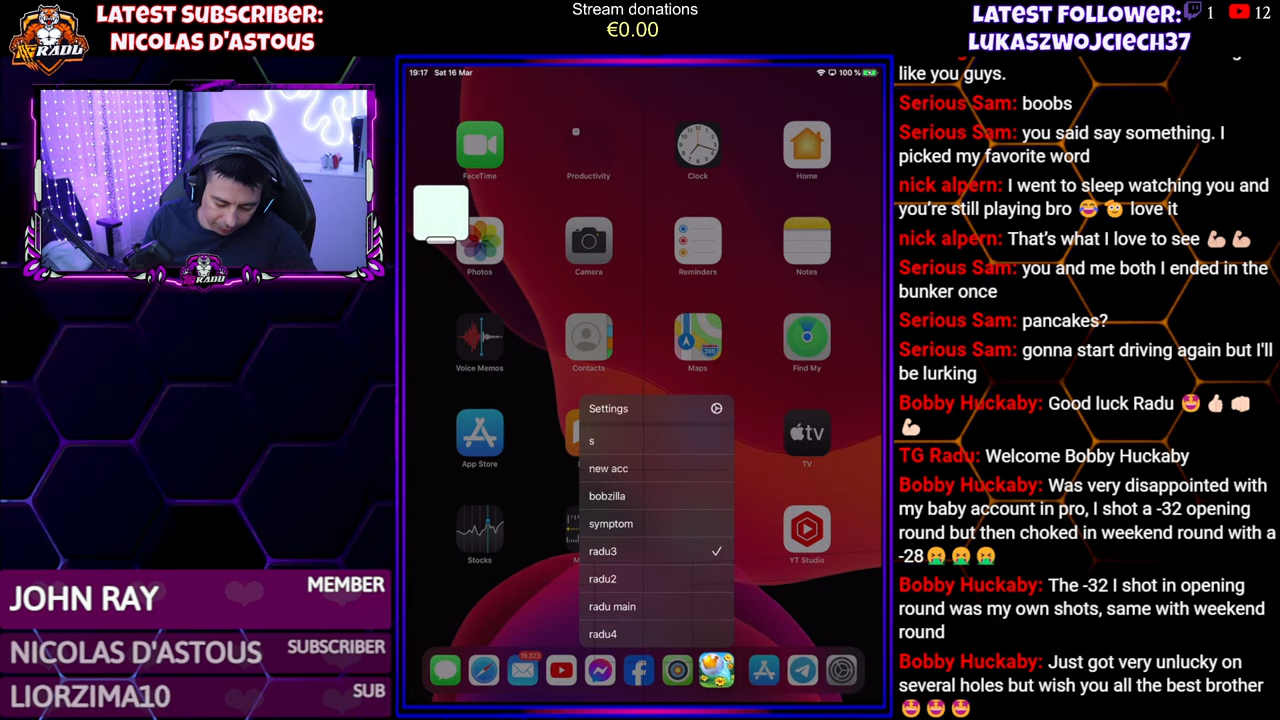 LATEST SUBSCRIBER:
NICOLAS D'ASTOUS
RADU
Stream donations
€0.00
LATEST FOLLOWER:
LUKASZWOJCIECH37
1
12
19:17 Sat 16 Mar
100 %
FaceTime
Productivity
Clock
Home
Photos
Camera
Reminders
Notes
Voice Memos
Contacts
Maps
Find My
App Store
tv
TV
Stocks
YT Studio
Settings
s
new acc
bobzilla
symptom
radu3
radu2
radu main
radu4
19.323
RADU
JOHN RAY
MEMBER
NICOLAS D'ASTOUS
SUBSCRIBER
LIORZIMA10
SUB
like you guys.
Serious Sam: boobs
Serious Sam: you said say something. I
picked my favorite word
nick alpern: I went to sleep watching you and
you're still playing bro 😂 🫡 love it
nick alpern: That's what I love to see 💪🏻 💪🏻
Serious Sam: you and me both I ended in the
bunker once
Serious Sam: pancakes?
Serious Sam: gonna start driving again but I'll
be lurking
Bobby Huckaby: Good luck Radu 🤩 👍🏻 👊🏻
💪🏻
TG Radu: Welcome Bobby Huckaby
Bobby Huckaby: Was very disappointed with
my baby account in pro, I shot a -32 opening
round but then choked in weekend round with a
-28 🤮 🤮 🤮
Bobby Huckaby: The -32 I shot in opening
round was my own shots, same with weekend
round
Bobby Huckaby: Just got very unlucky on
several holes but wish you all the best brother
🤩 🤩 🤩